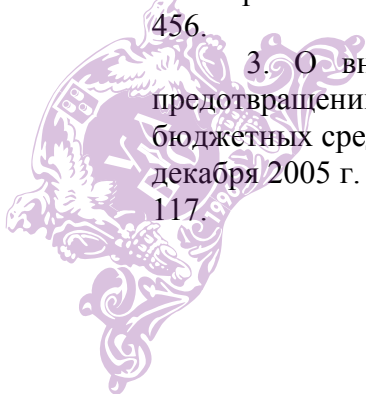 456.
3. О вн
предотвращени
бюджетных сред
декабря 2005 г.
117.